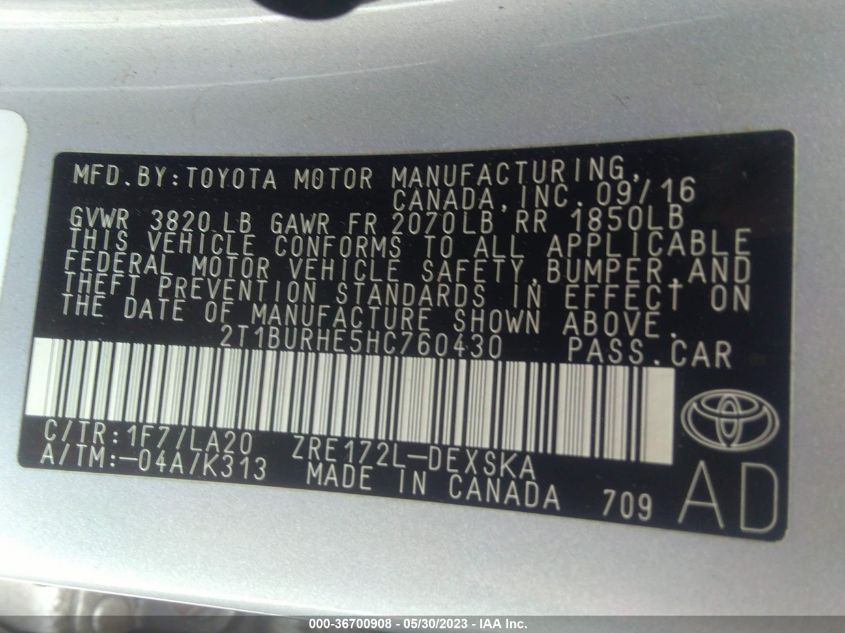 MFD.BY:TOYOTA MOTOR MANUFACTURING,
CANADA, INC. 09/16
GVWR 3820 LB GAWR FR 2070LB RR 1850LB
THIS VEHICLE CONFORMS TO ALL APPLICABLE
FEDERAL MOTOR VEHICLE SAFETY, BUMPER, AND
THEFT PREVENTION STANDARDS IN EFFECT ON
THE DATE OF MANUFACTURE SHOWN ABOVE.
2T1BURHE5HC760430 PASS.CAR
C/TR:1F7/LA20 ZRE172L-DEXSKA
A/TM:-04A/K313 MADE IN CANADA 709 AD
000-36700908 - 05/30/2023 - IAA Inc.